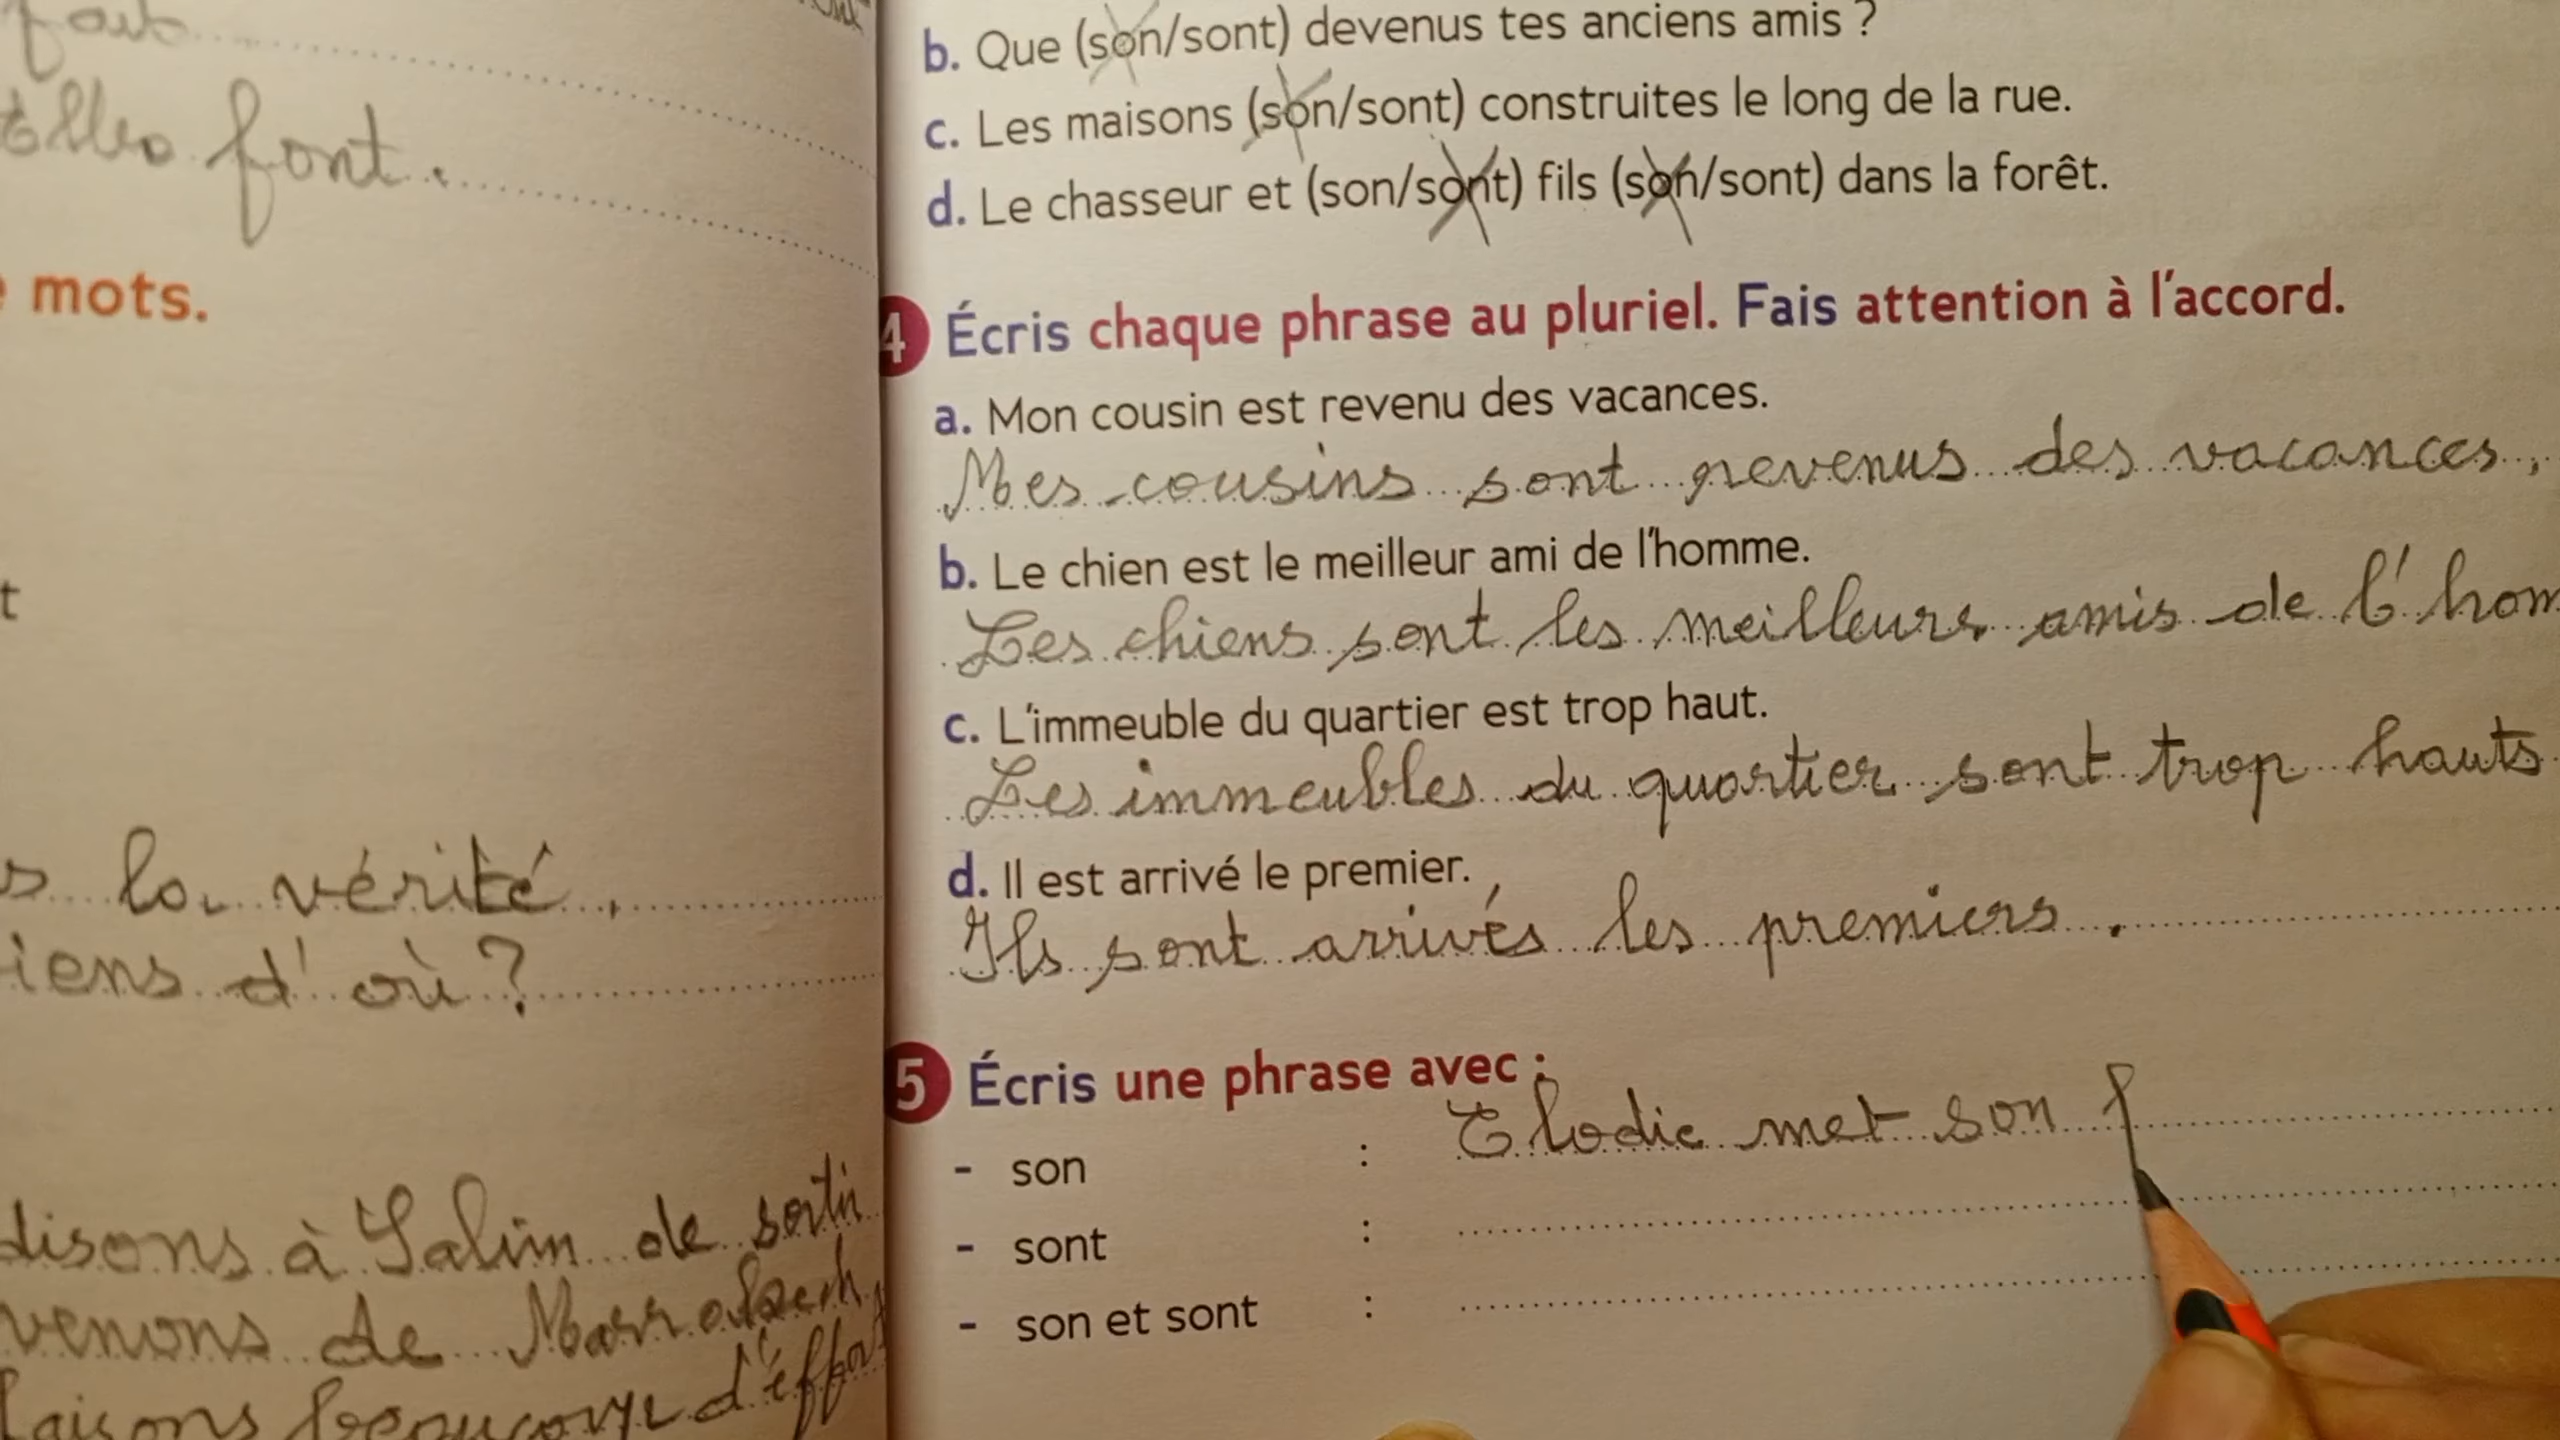 fait
Elles font.
mots.
t
s la vérité.
iens d'où ?
disons à Salim de sortir
venons de Marrakech.
faisons beaucoup d'effort
b. Que (son/sont) devenus tes anciens amis ?
c. Les maisons (son/sont) construites le long de la rue.
d. Le chasseur et (son/sont) fils (son/sont) dans la forêt.
4 Écris chaque phrase au pluriel. Fais attention à l'accord.
a. Mon cousin est revenu des vacances.
Mes cousins sont revenus des vacances.
b. Le chien est le meilleur ami de l'homme.
Les chiens sont les meilleurs amis de l'hom
c. L'immeuble du quartier est trop haut.
Les immeubles du quartier sont trop hauts
d. Il est arrivé le premier.
Ils sont arrivés les premiers.
5 Écris une phrase avec :
- son : Elodie met son
- sont :
- son et sont :